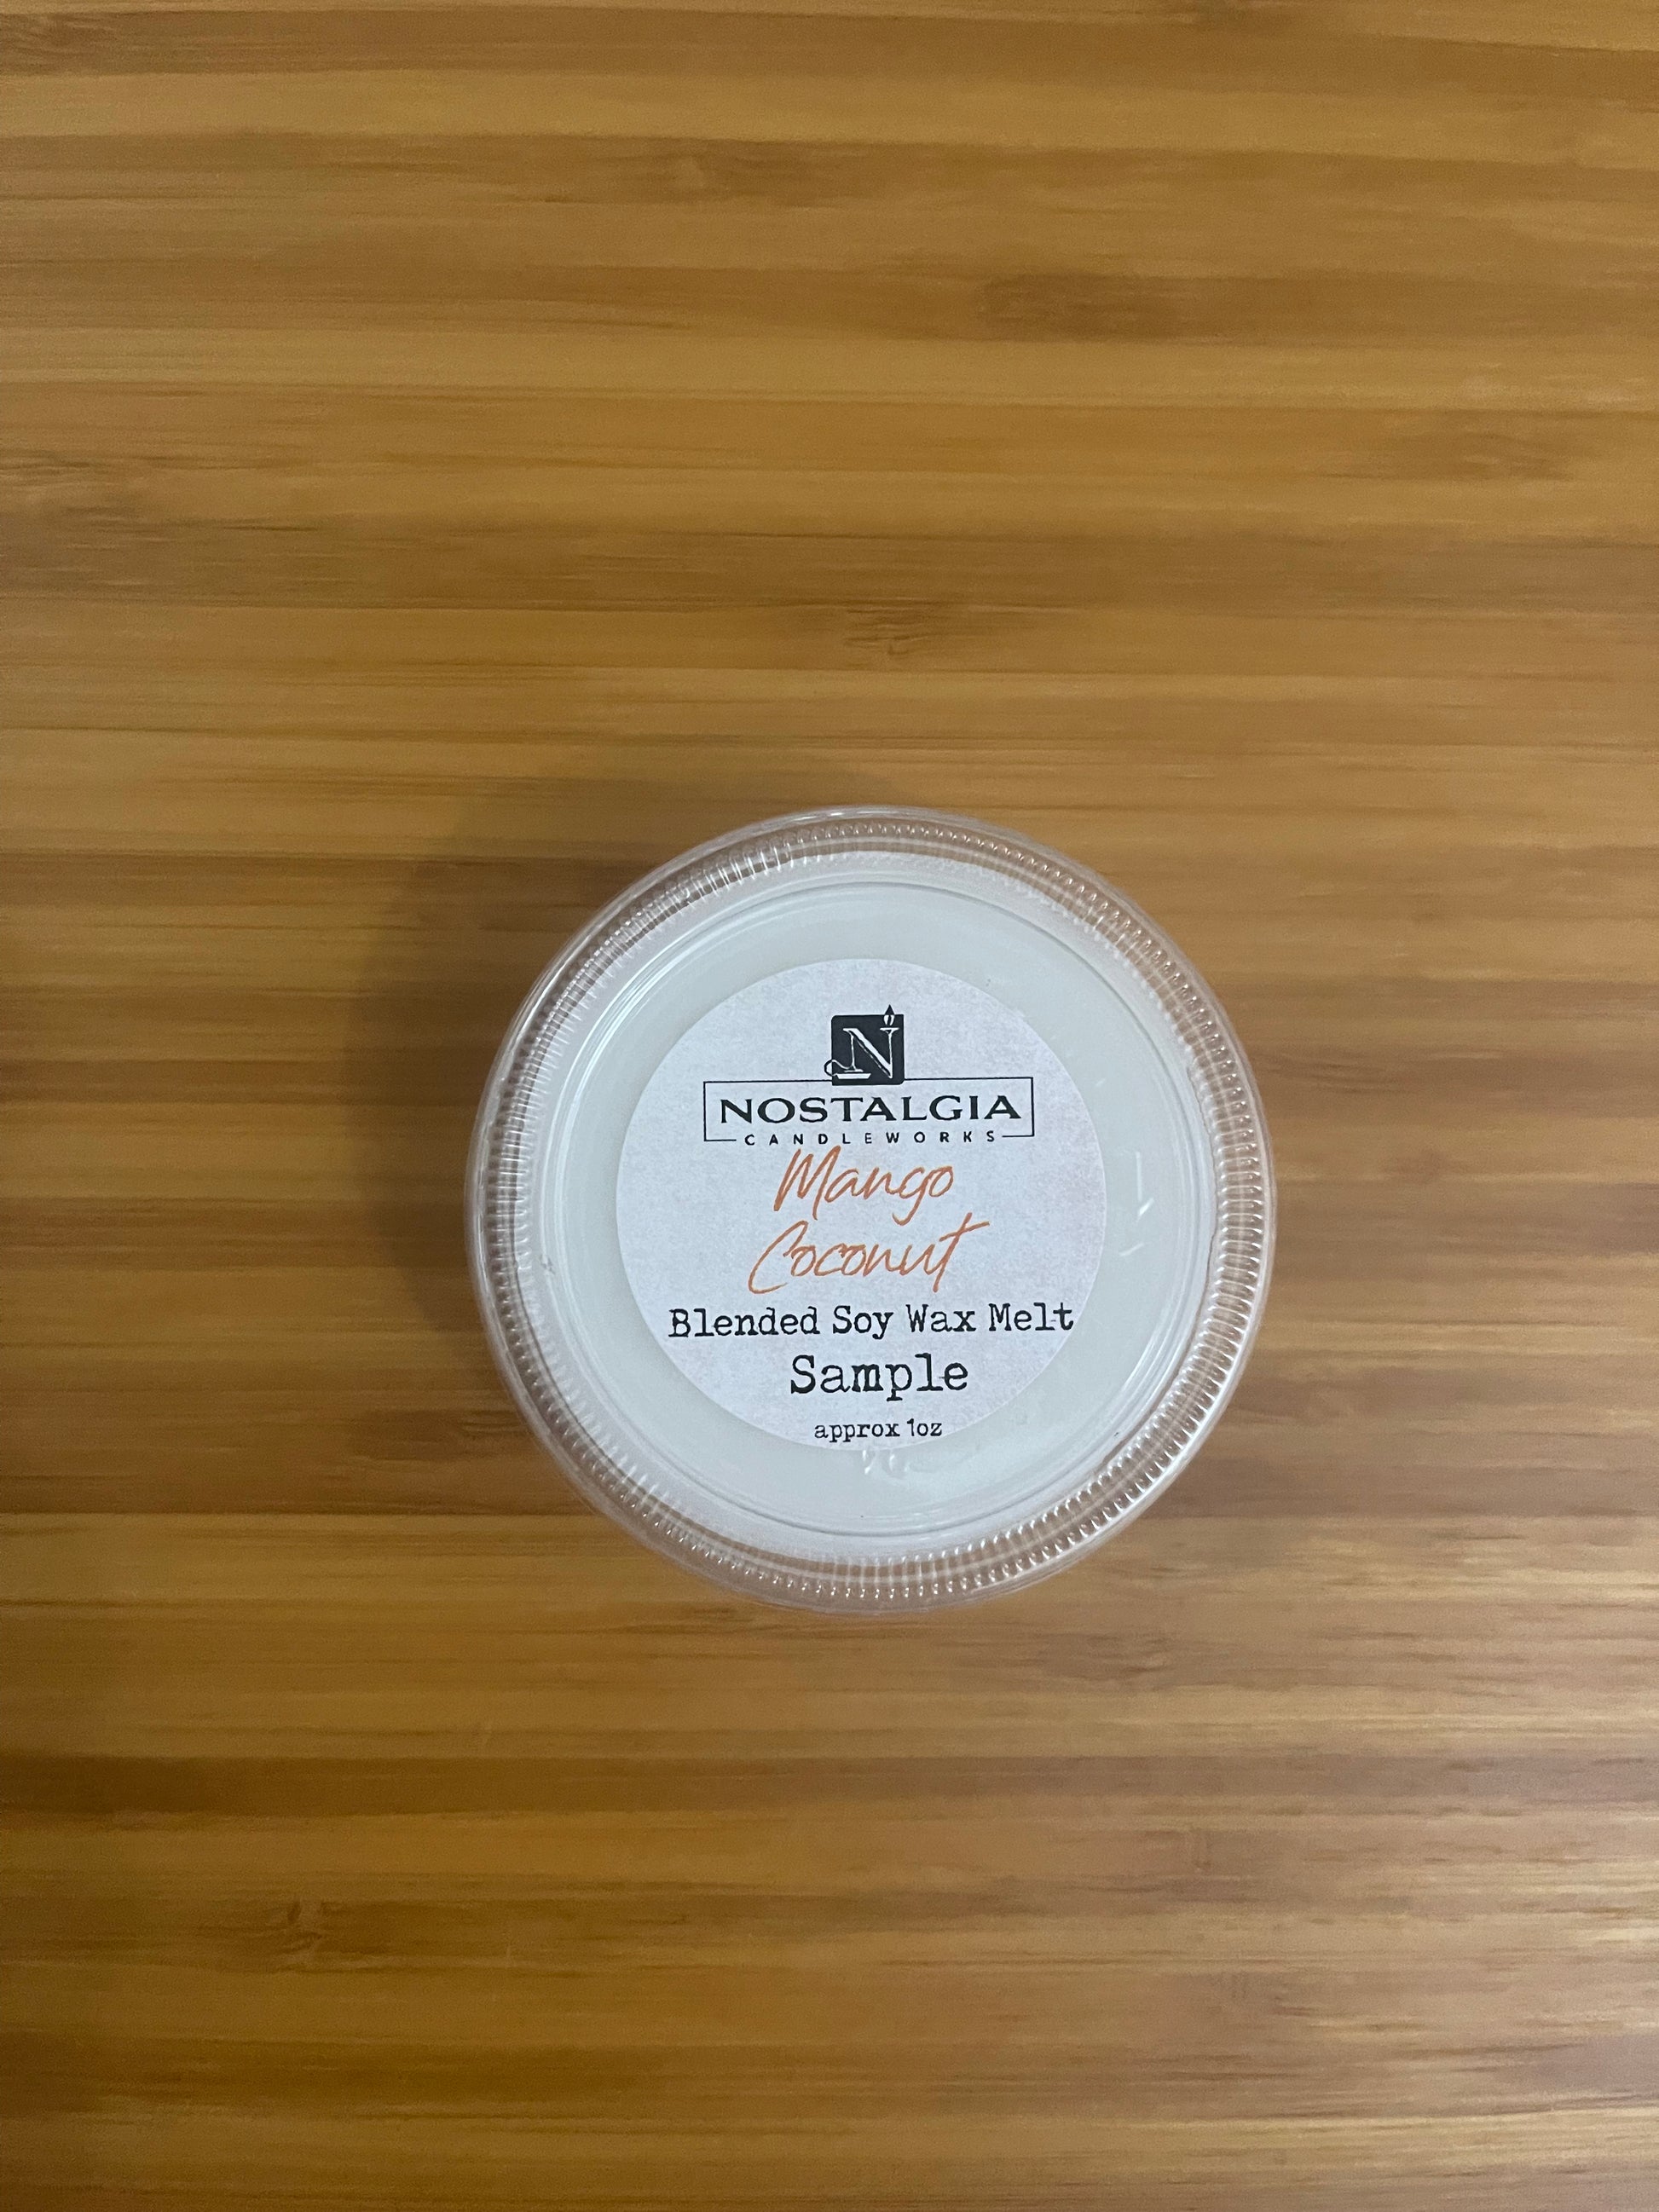 N
NOSTALGIA
CANDLEWORKS
Mango
Coconut
Blended Soy Wax Melt
Sample
approx 1oz